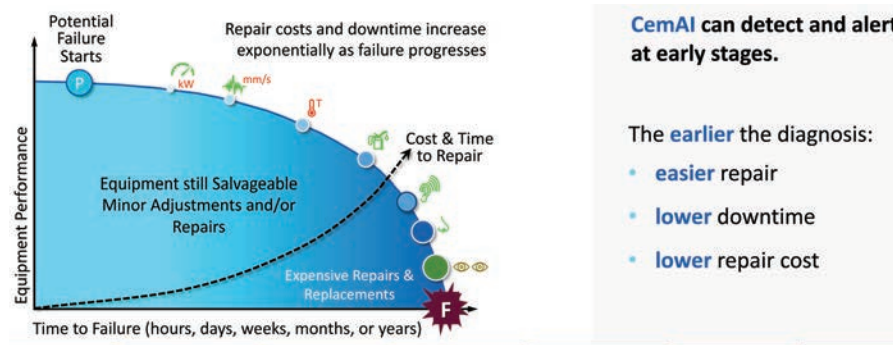 Potential
Failure
Starts
Repair costs and downtime increase
exponentially as failure progresses
P
kW
mm/s
T
Cost & Time
to Repair
Equipment Performance
Equipment still Salvageable
Minor Adjustments and/or
Repairs
Expensive Repairs &
Replacements
F
Time to Failure (hours, days, weeks, months, or years)
CemAI can detect and alert
at early stages.
The earlier the diagnosis:
• easier repair
• lower downtime
• lower repair cost